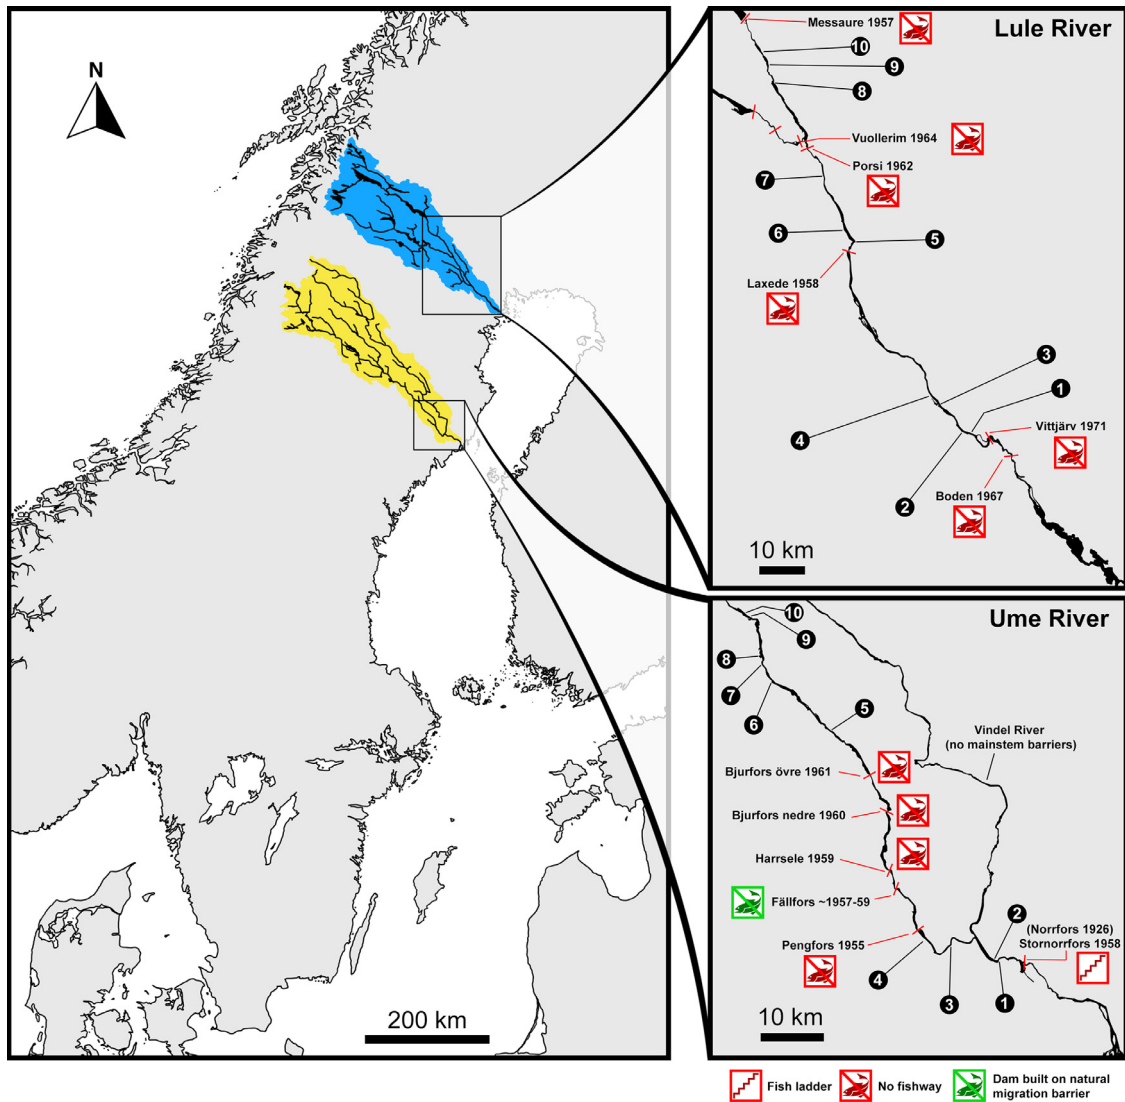 N
200 km
Lule River
Messaure 1957
10
9
8
Vuollerim 1964
Porsi 1962
7
6
5
Laxede 1958
3
1
4
Vittjärv 1971
2
Boden 1967
10 km
Ume River
10
9
8
7
6
5
Vindel River
(no mainstem barriers)
Bjurfors övre 1961
Bjurfors nedre 1960
Harrsele 1959
Fällfors ~1957-59
2
(Norrfors 1926)
Stornorrfors 1958
Pengfors 1955
4
3
1
10 km
Fish ladder
No fishway
Dam built on natural
migration barrier